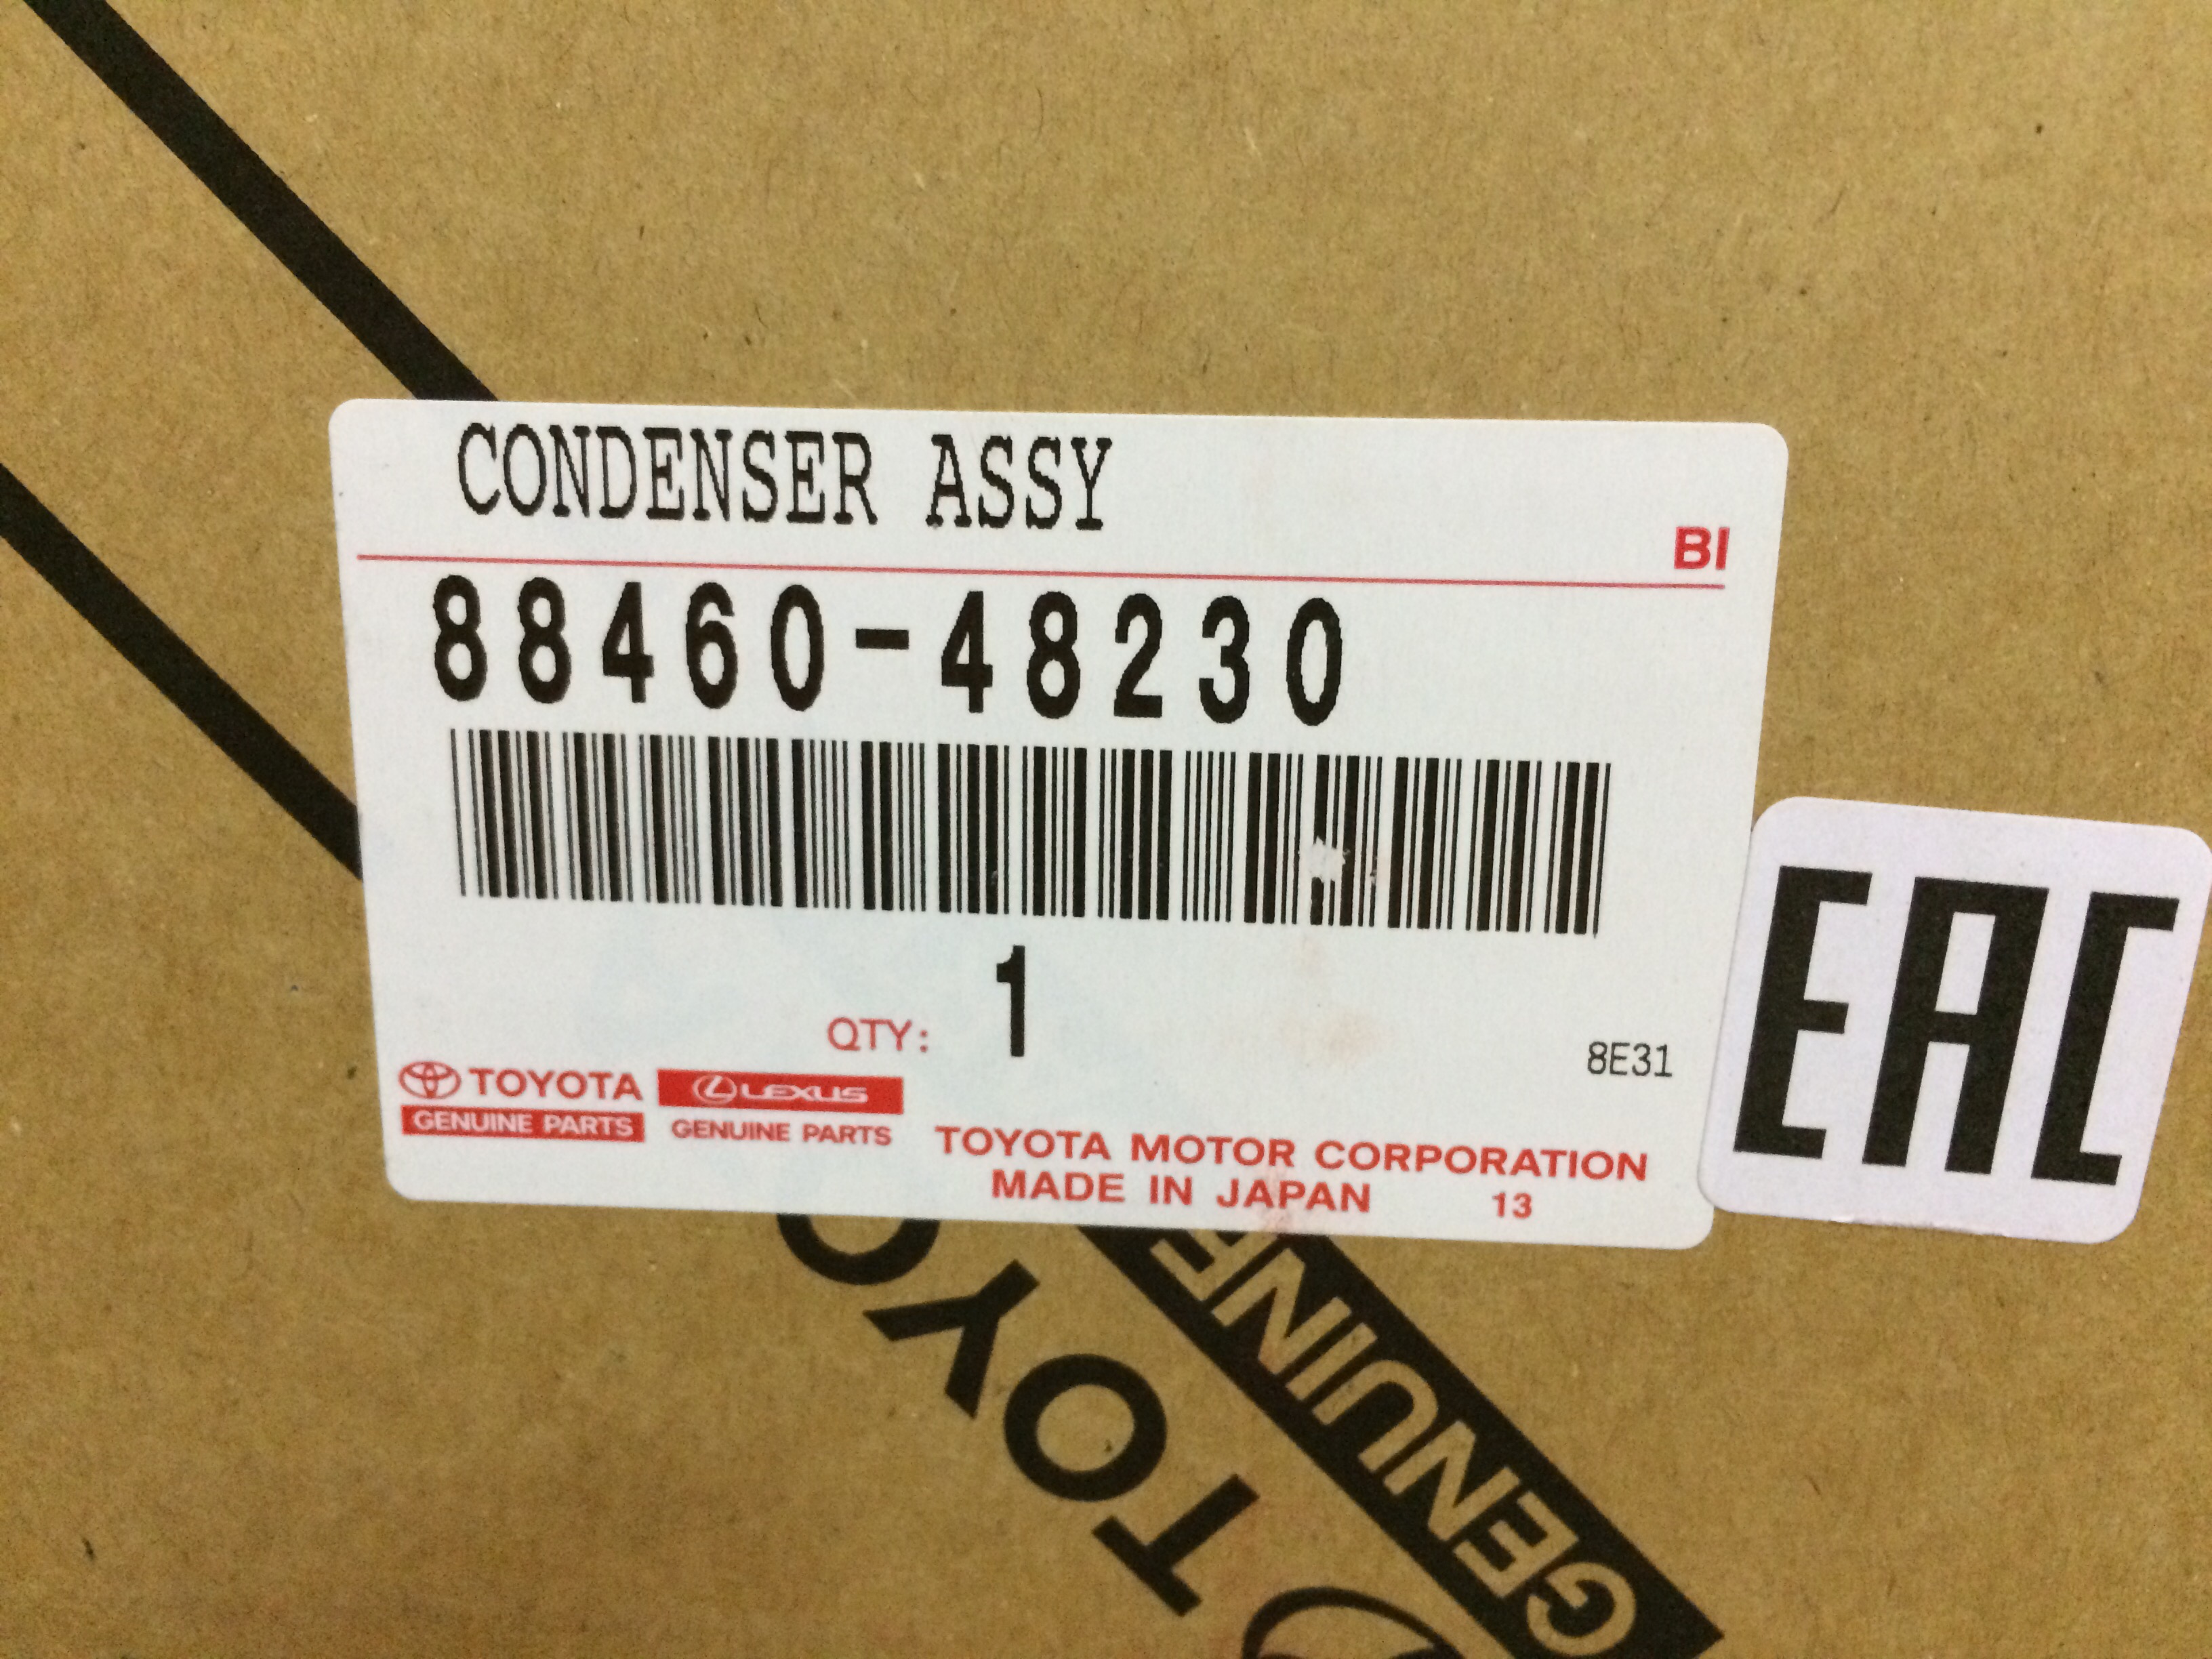 CONDENSER ASSY
BI
88460-48230
QTY: 1
8E31
TOYOTA
GENUINE PARTS
LEXUS
GENUINE PARTS
TOYOTA MOTOR CORPORATION
MADE IN JAPAN 13
EAC
TOYO
GENUINE